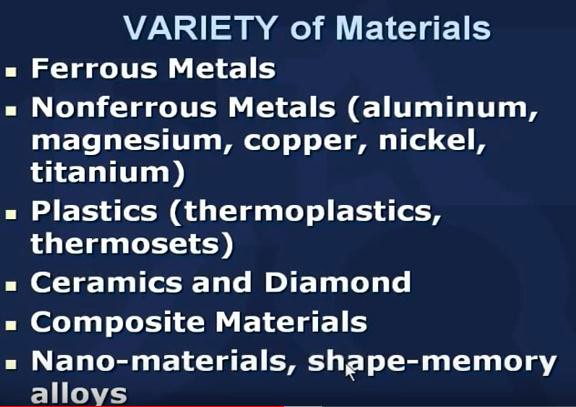 VARIETY of Materials
Ferrous Metals
Nonferrous Metals (aluminum,
magnesium, copper, nickel,
titanium)
Plastics (thermoplastics,
thermosets)
Ceramics and Diamond
Composite Materials
Nano-materials, shape-memory
alloys